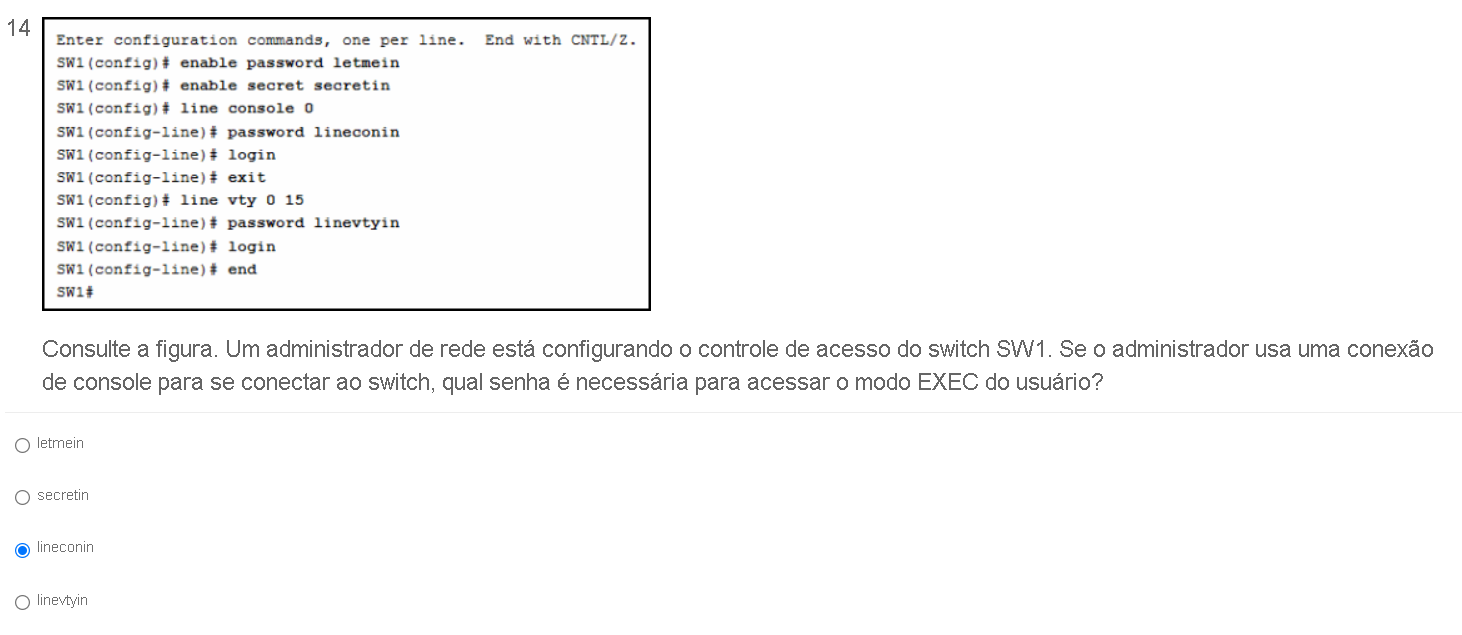 14
Enter configuration commands, one per line.  End with CNTL/Z.
SW1(config)# enable password letmein
SW1(config)# enable secret secretin
SW1(config)# line console 0
SW1(config-line)# password lineconin
SW1(config-line)# login
SW1(config-line)# exit
SW1(config)# line vty 0 15
SW1(config-line)# password linevtyin
SW1(config-line)# login
SW1(config-line)# end
SW1#
Consulte a figura. Um administrador de rede está configurando o controle de acesso do switch SW1. Se o administrador usa uma conexão
de console para se conectar ao switch, qual senha é necessária para acessar o modo EXEC do usuário?
letmein
secretin
lineconin
linevtyin